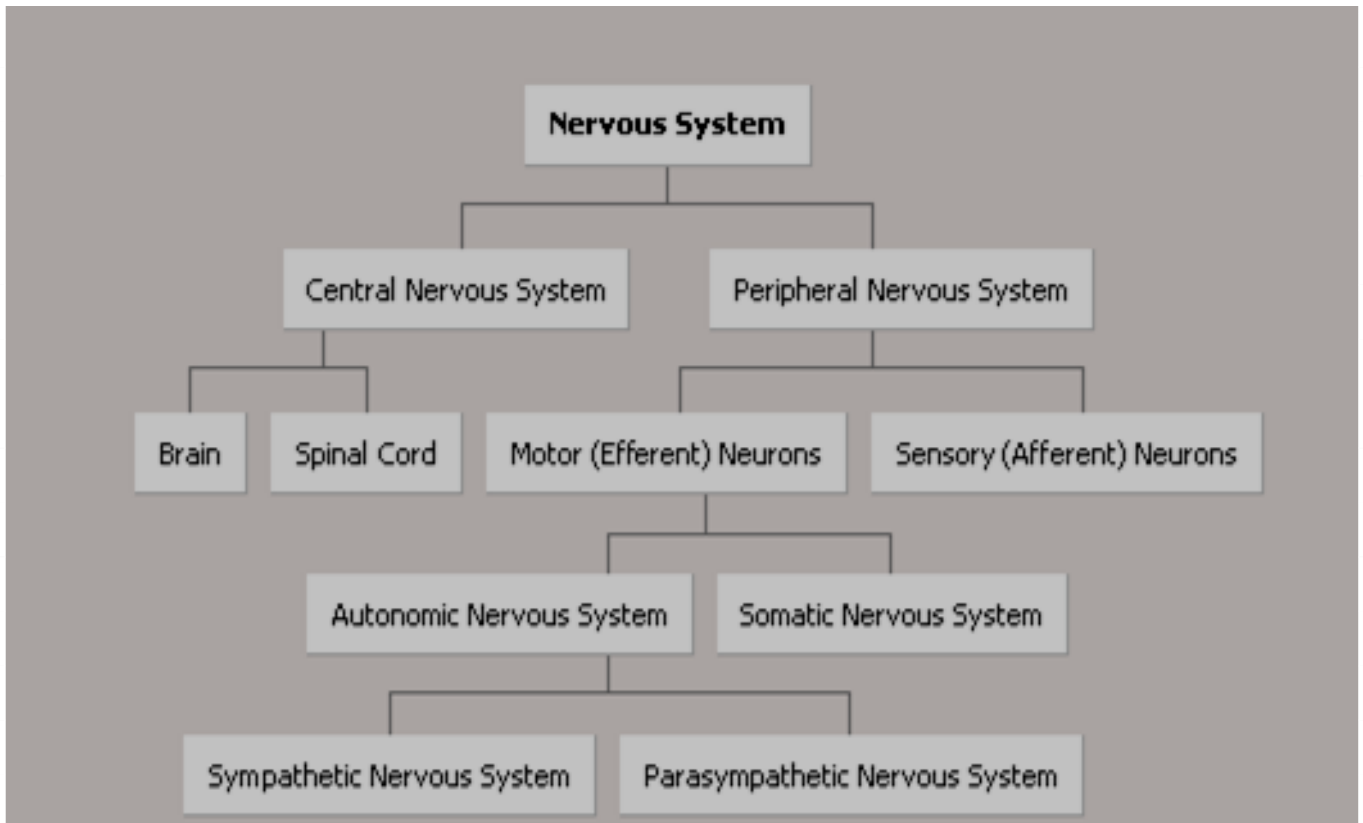 Nervous System
Central Nervous System
Peripheral Nervous System
Brain
Spinal Cord
Motor (Efferent) Neurons
Sensory (Afferent) Neurons
Autonomic Nervous System
Somatic Nervous System
Sympathetic Nervous System
Parasympathetic Nervous System